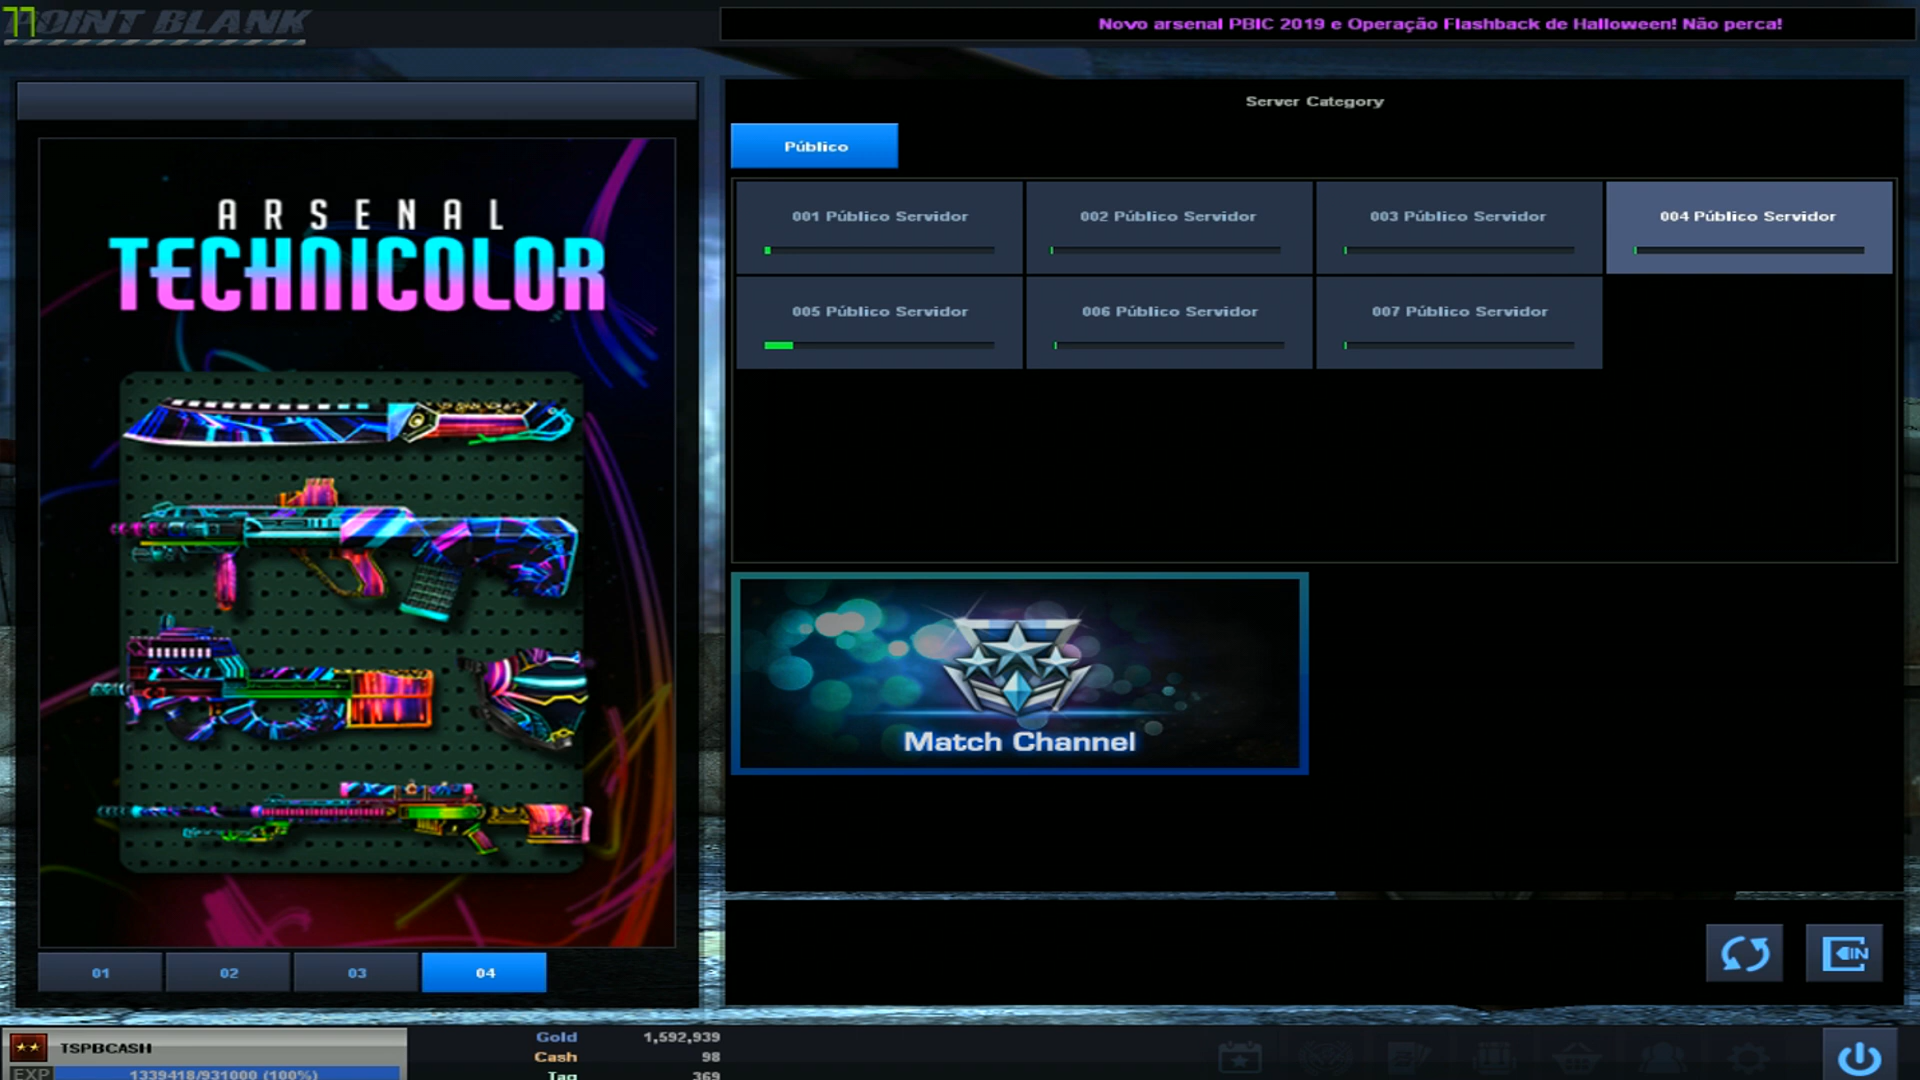 77
POINT BLANK
Novo arsenal PBIC 2019 e Operação Flashback de Halloween! Não perca!
Server Category
Público
001 Público Servidor
002 Público Servidor
003 Público Servidor
004 Público Servidor
005 Público Servidor
006 Público Servidor
007 Público Servidor
ARSENAL
TECHNICOLOR
Match Channel
01
02
03
04
IN
TSPBCASH
EXP 1339418/931000 (100%)
Gold 1,592,939
Cash 98
Tag 369